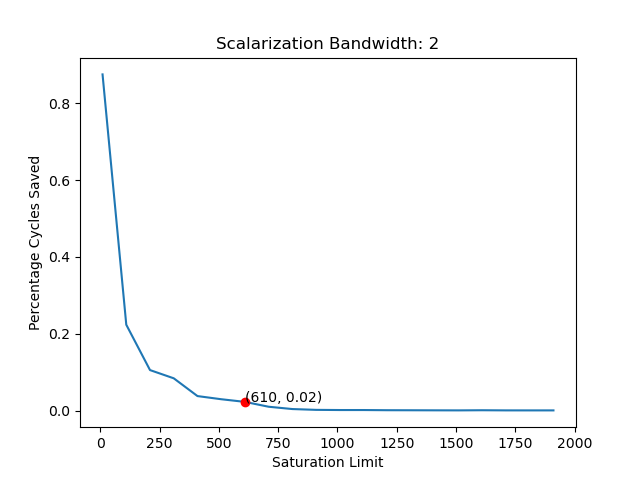 Scalarization Bandwidth: 2
Percentage Cycles Saved
0.8
0.6
0.4
0.2
0.0
(610, 0.02)
0 250 500 750 1000 1250 1500 1750 2000
Saturation Limit